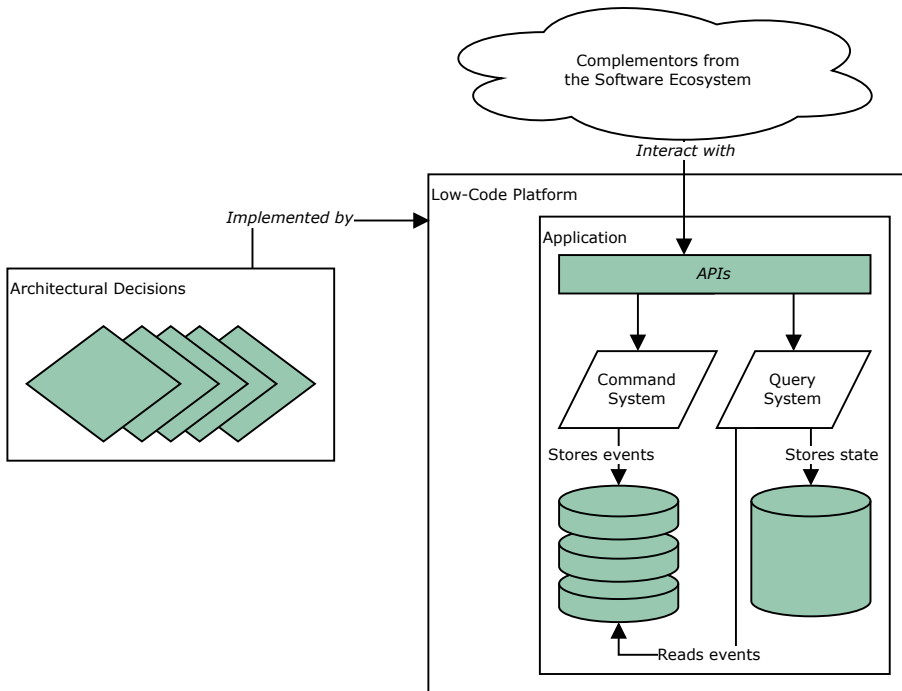 Complementors from
the Software Ecosystem
Interact with
Low-Code Platform
Implemented by
Application
APIs
Architectural Decisions
Command
System
Query
System
Stores events
Stores state
Reads events